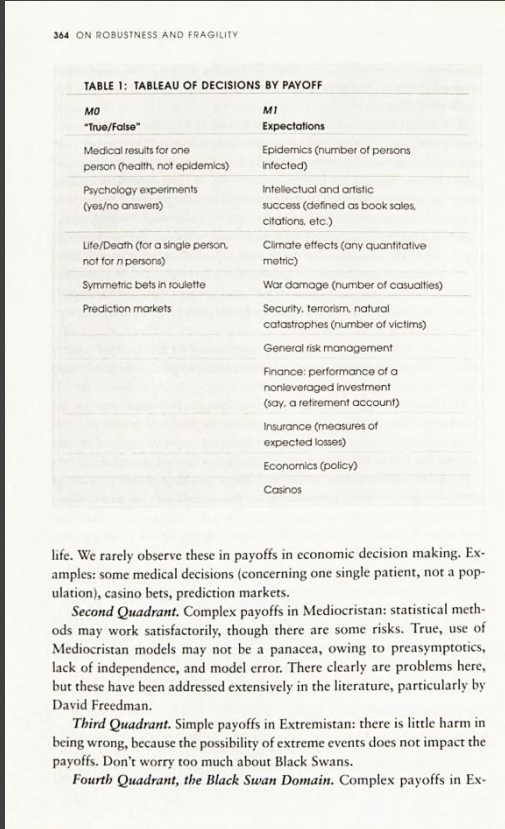 364 ON ROBUSTNESS AND FRAGILITY
TABLE 1: TABLEAU OF DECISIONS BY PAYOFF
M0
"True/False"
M1
Expectations
Medical results for one
person (health, not epidemics)
Epidemics (number of persons
infected)
Psychology experiments
(yes/no answers)
Intellectual and artistic
success (defined as book sales,
citations, etc.)
Life/Death (for a single person,
not for n persons)
Climate effects (any quantitative
metric)
Symmetric bets in roulette
War damage (number of casualties)
Prediction markets
Security, terrorism, natural
catastrophes (number of victims)
General risk management
Finance: performance of a
nonleveraged investment
(say, a retirement account)
Insurance (measures of
expected losses)
Economics (policy)
Casinos
life. We rarely observe these in payoffs in economic decision making. Ex-
amples: some medical decisions (concerning one single patient, not a pop-
ulation), casino bets, prediction markets.
Second Quadrant. Complex payoffs in Mediocristan: statistical meth-
ods may work satisfactorily, though there are some risks. True, use of
Mediocristan models may not be a panacea, owing to preasymptotics,
lack of independence, and model error. There clearly are problems here,
but these have been addressed extensively in the literature, particularly by
David Freedman.
Third Quadrant. Simple payoffs in Extremistan: there is little harm in
being wrong, because the possibility of extreme events does not impact the
payoffs. Don't worry too much about Black Swans.
Fourth Quadrant, the Black Swan Domain. Complex payoffs in Ex-